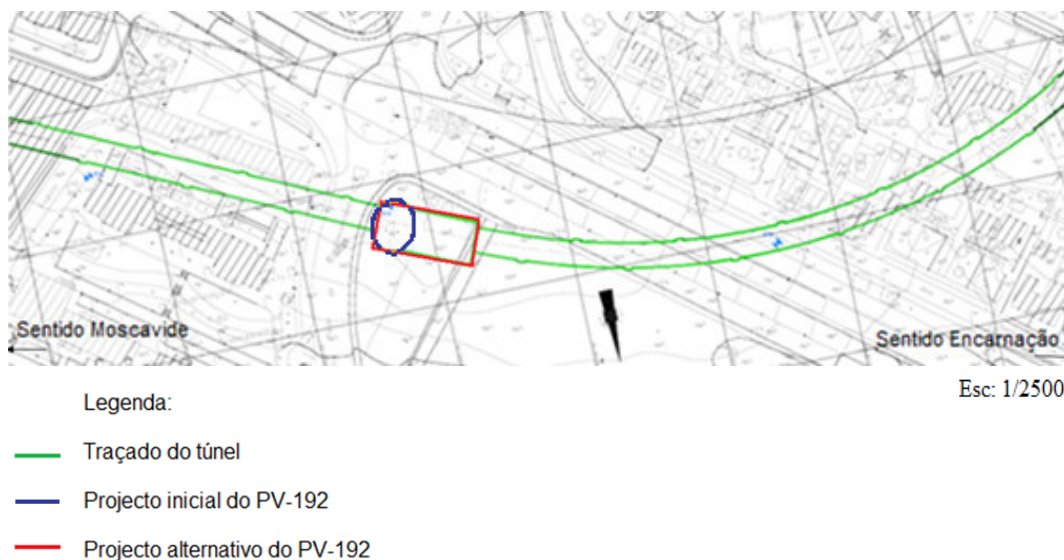 Sentido Moscavide
Sentido Encarnação
Esc: 1/2500
Legenda:
Traçado do túnel
Projecto inicial do PV-192
Projecto alternativo do PV-192